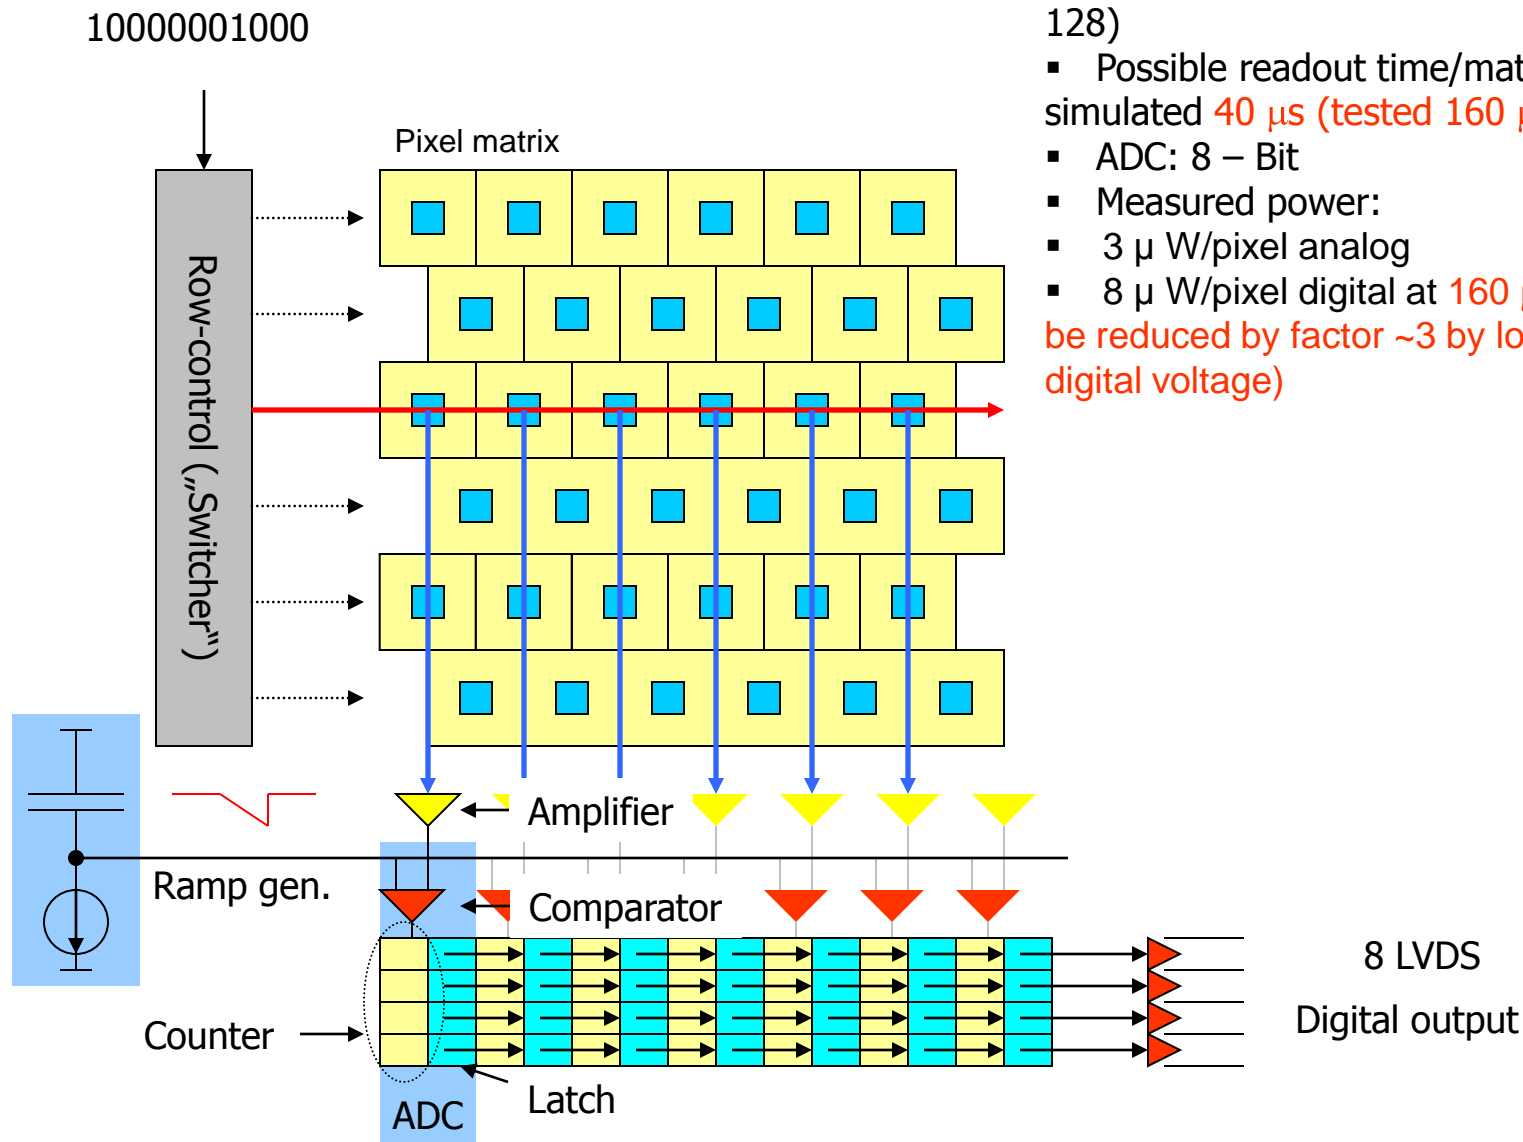 10000001000
128)
▪ Possible readout time/mat
simulated 40 μs (tested 160
▪ ADC: 8 – Bit
▪ Measured power:
▪ 3 μ W/pixel analog
▪ 8 μ W/pixel digital at 160
be reduced by factor ~3 by lo
digital voltage)
Pixel matrix
Row-control („Switcher“)
Amplifier
Ramp gen.
Comparator
8 LVDS
Digital output
Counter
Latch
ADC